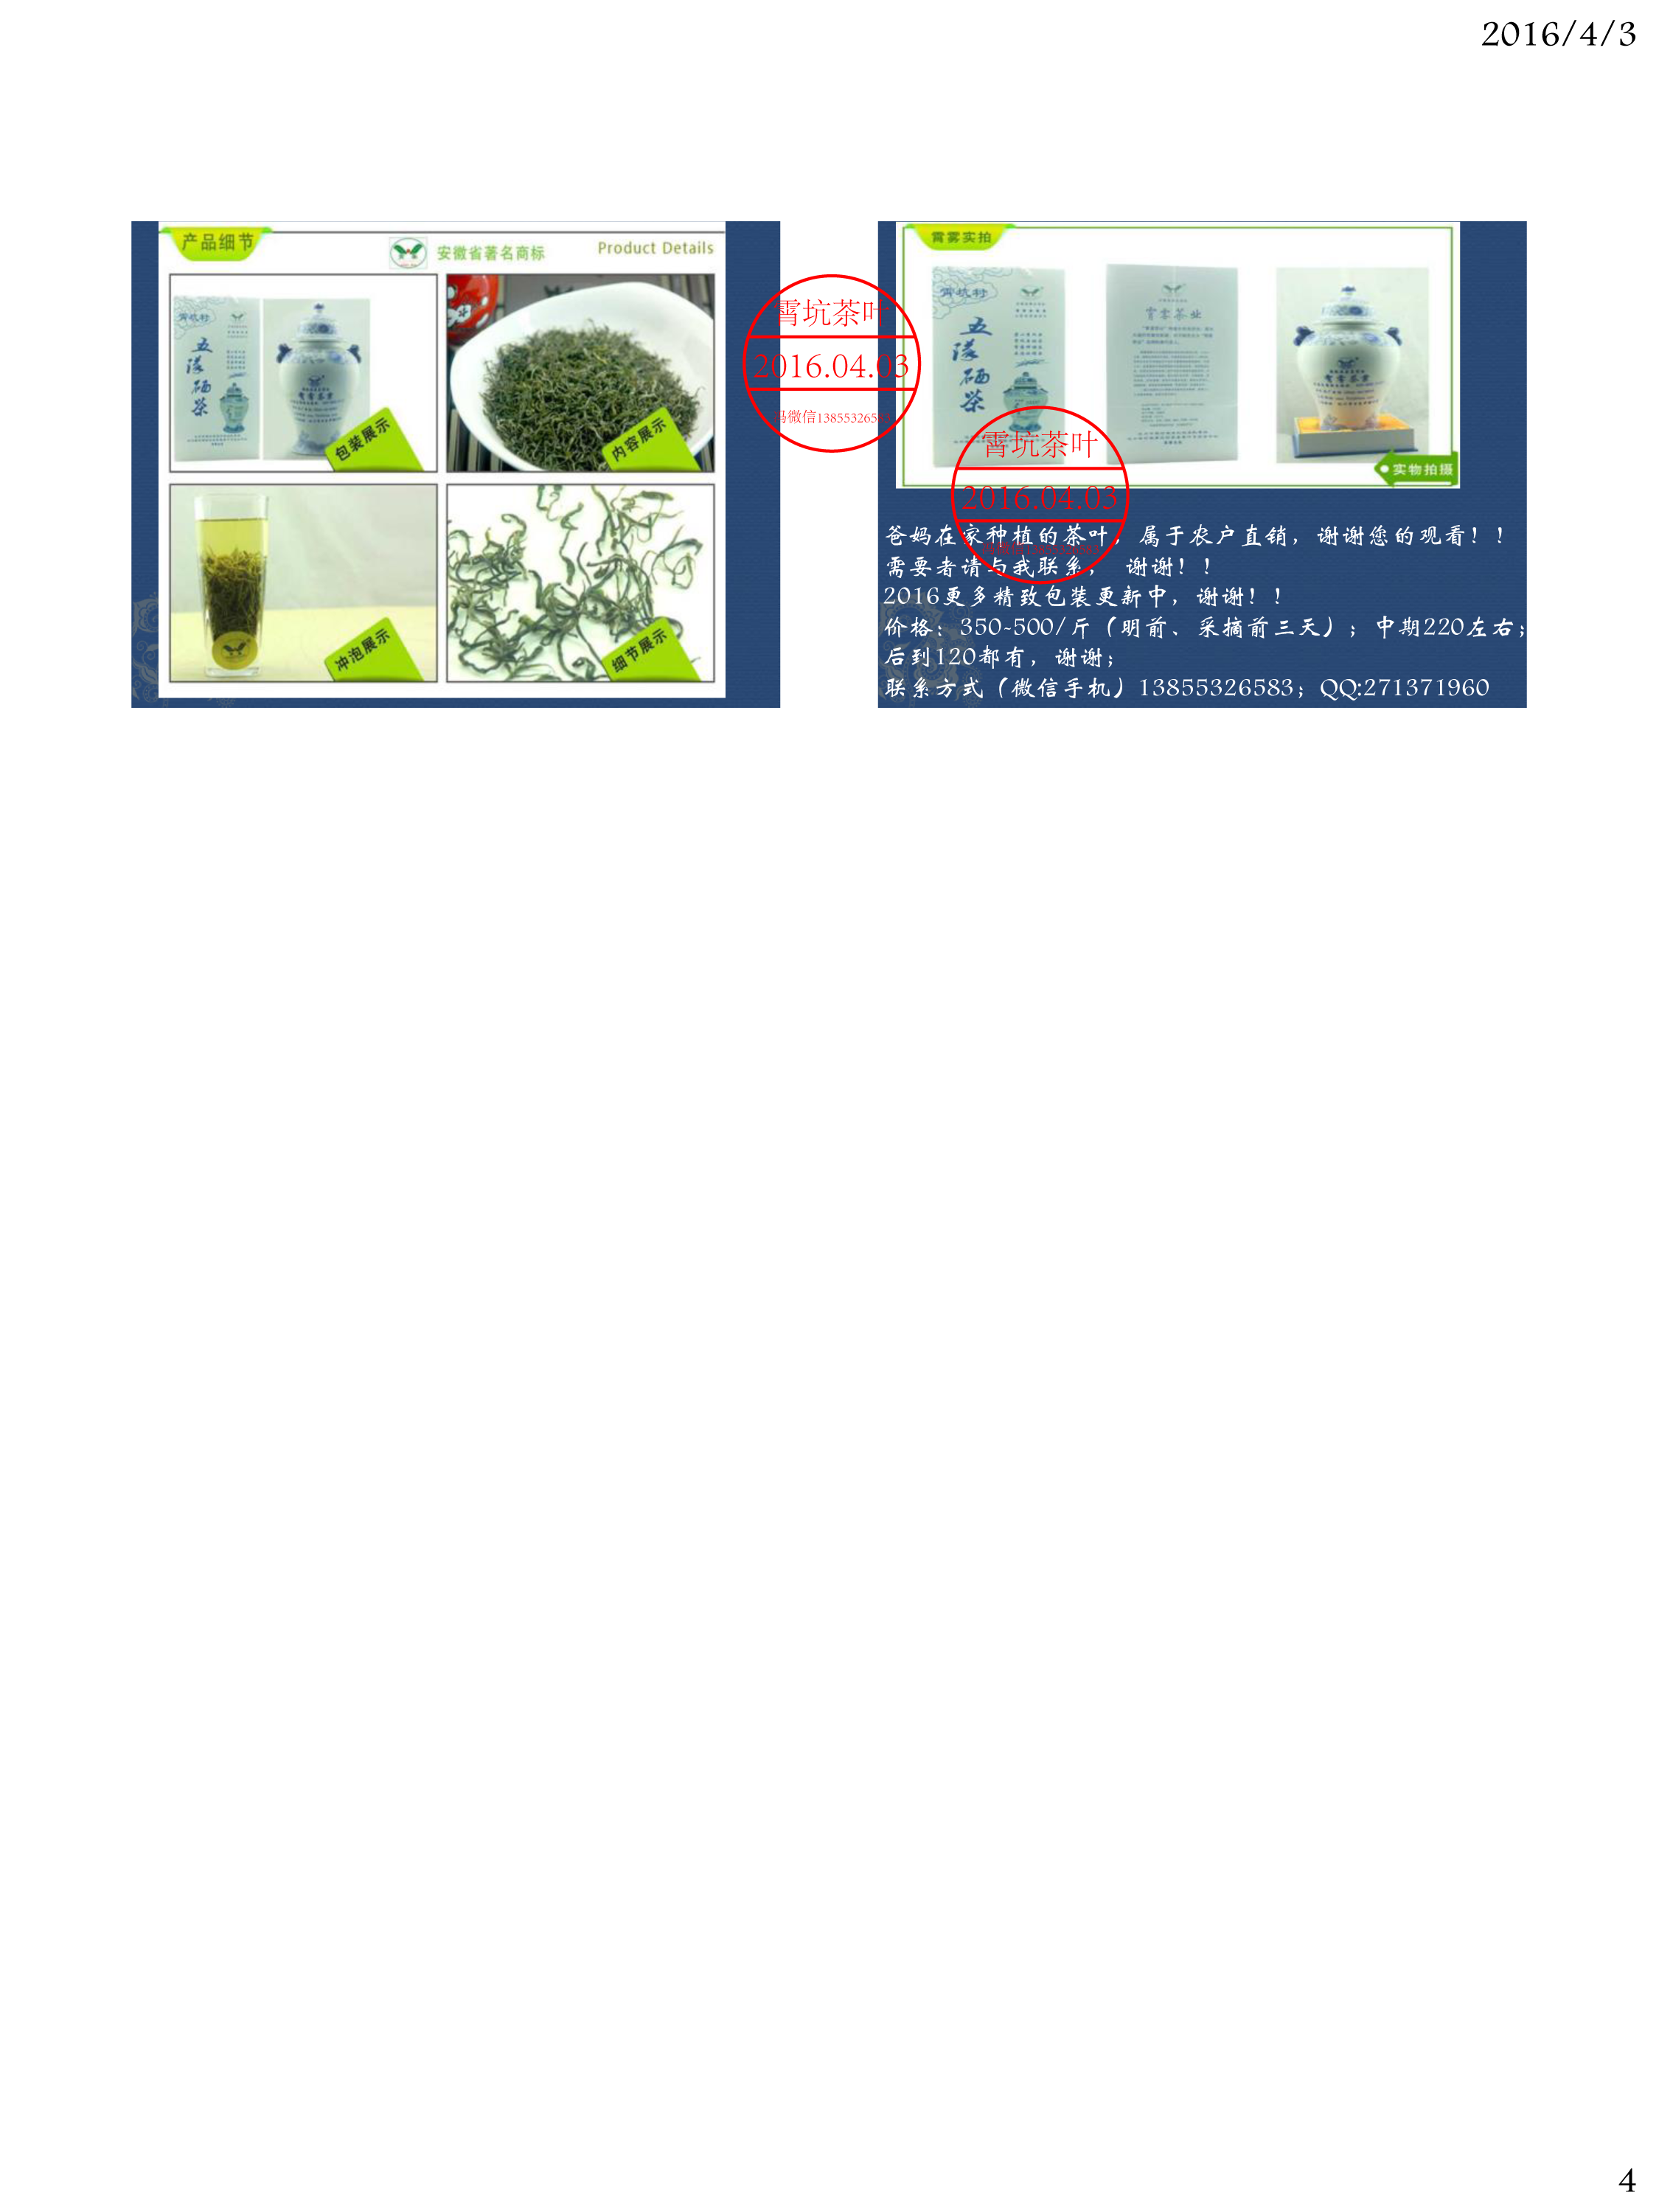 2016/4/3
产品细节
安徽省著名商标
Product Details
霄坑村
五漾硒茶
包装展示
内容展示
冲泡展示
细节展示
霄坑茶叶
2016.04.03
冯微信138553265
霄雾实拍
霄坑村
五漾硒茶
霄雾茶业
实物拍摄
霄坑茶叶
2016.04.03
爸妈在家种植的茶叶，属于农户直销，谢谢您的观看！！
需要者请与我联系， 谢谢！！
2016更多精致包装更新中，谢谢！！
价格：350~500/斤（明前、采摘前三天）；中期220左右；
后到120都有，谢谢；
联系方式（微信手机）13855326583；QQ:271371960
4